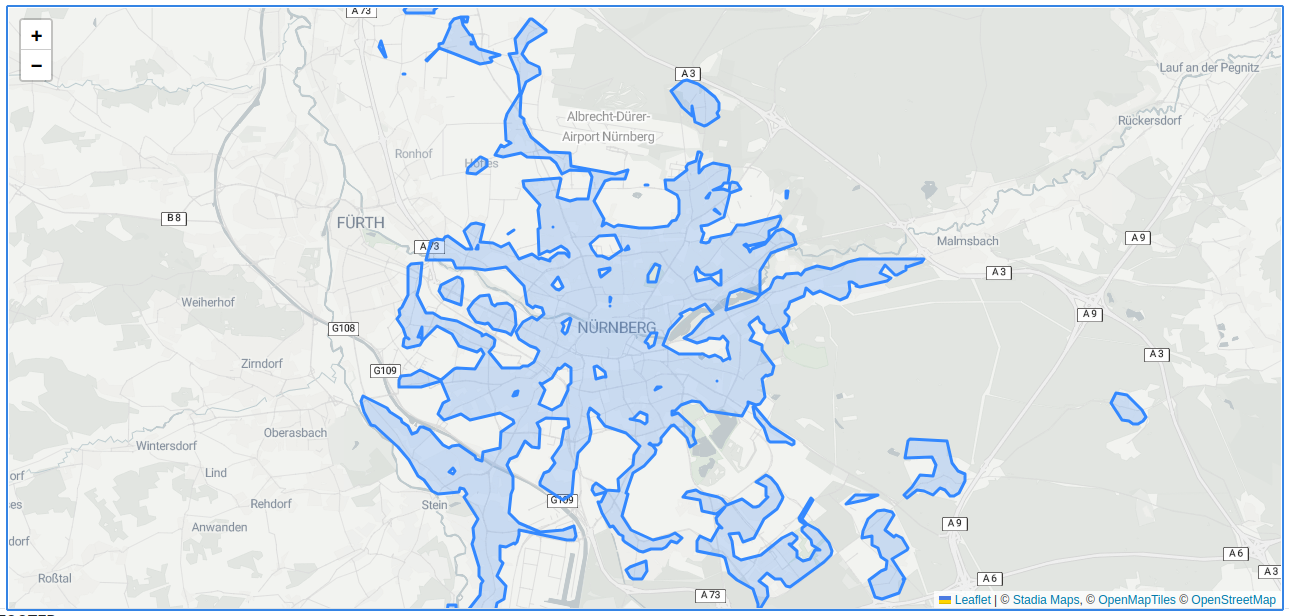 A 73
+
−
A 3
Lauf an der Pegnitz
Albrecht-Dürer-
Airport Nürnberg
Rückersdorf
Ronhof
B 8
FÜRTH
A 73
A 9
Malmsbach
A 3
Weiherhof
A 9
G108
NÜRNBERG
A 3
Zirndorf
G109
Oberasbach
Wintersdorf
Lind
orf
Stein
Rehdorf
G109
es
Anwanden
A 9
dorf
A 6
A 3
Roßtal
A 6
A 73
Leaflet | © Stadia Maps, © OpenMapTiles © OpenStreetMap